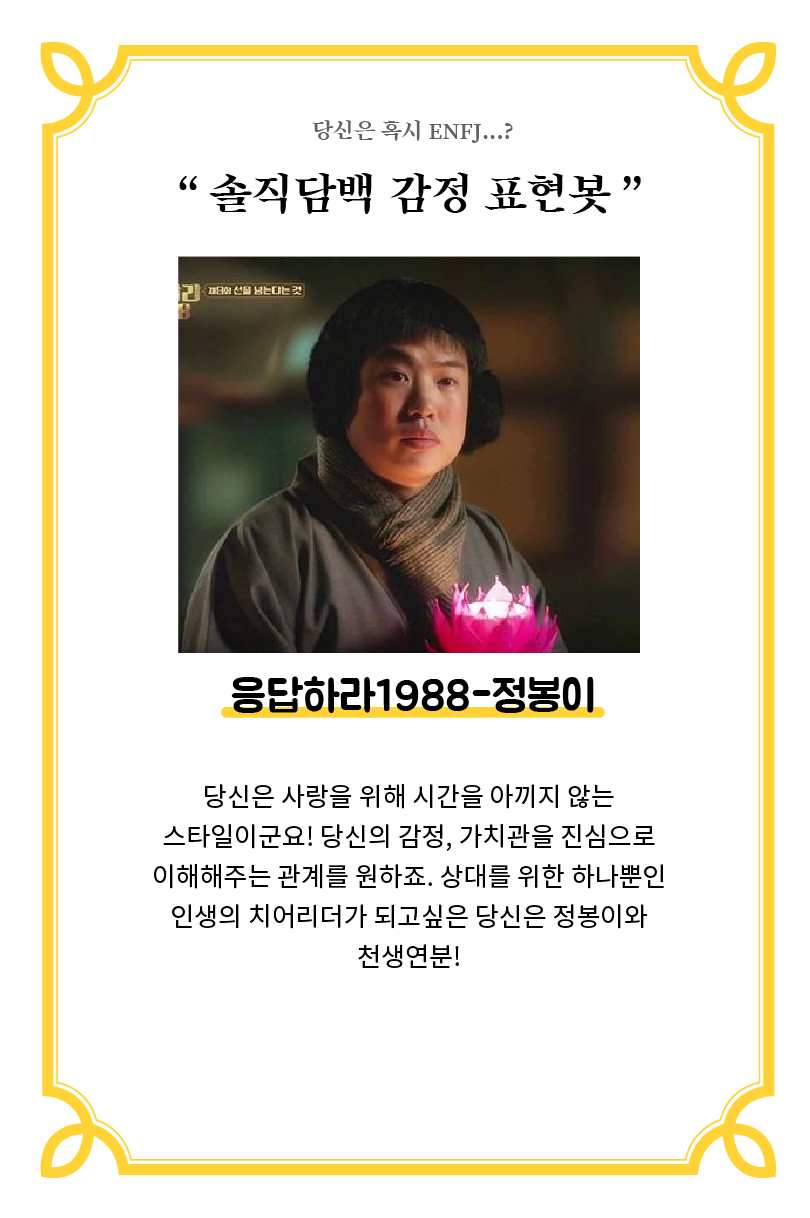 당신은 혹시 ENFJ...?
“ 솔직담백 감정 표현봇 ”
라 제8화 선을 넘는다는 것
8
응답하라1988-정봉이
당신은 사랑을 위해 시간을 아끼지 않는
스타일이군요! 당신의 감정, 가치관을 진심으로
이해해주는 관계를 원하죠. 상대를 위한 하나뿐인
인생의 치어리더가 되고싶은 당신은 정봉이와
천생연분!